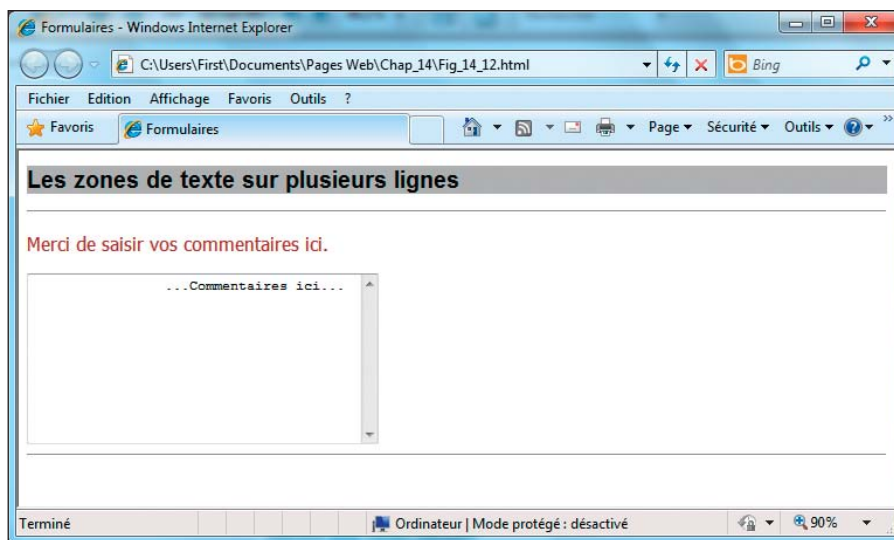 Formulaires - Windows Internet Explorer
C:\Users\First\Documents\Pages Web\Chap_14\Fig_14_12.html
Bing
Fichier Edition Affichage Favoris Outils ?
Favoris Formulaires Page Sécurité Outils
Les zones de texte sur plusieurs lignes
Merci de saisir vos commentaires ici.
...Commentaires ici...
Terminé Ordinateur | Mode protégé : désactivé 90%